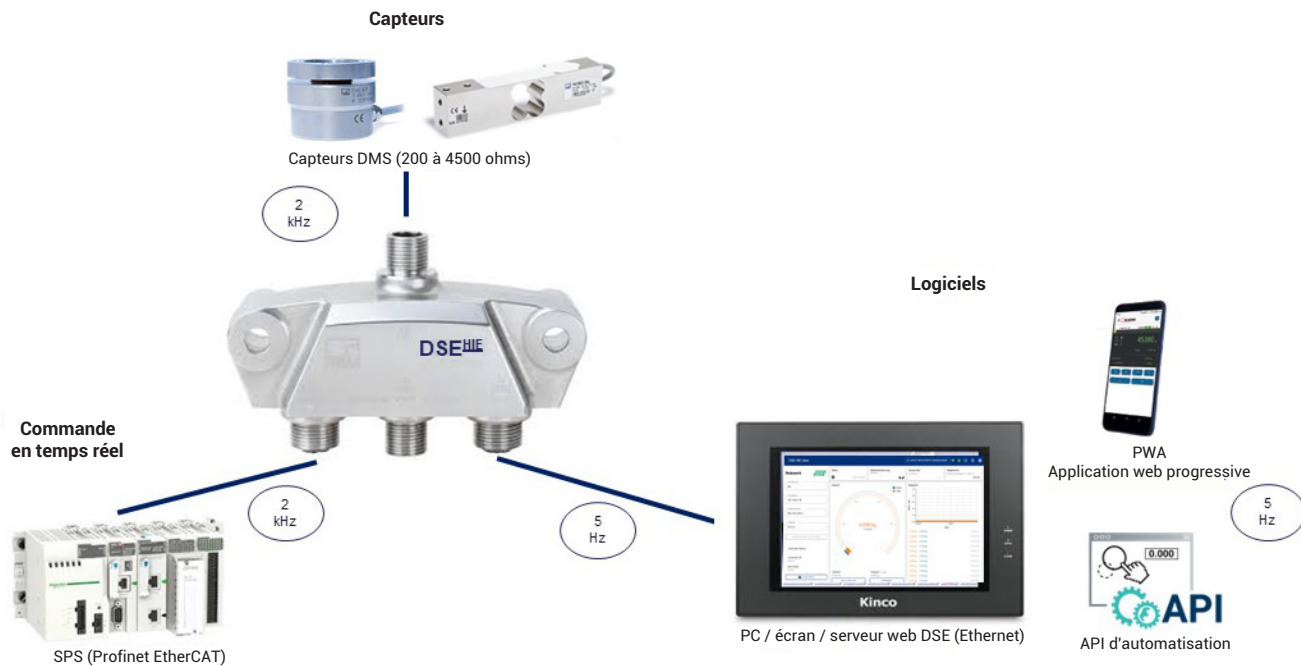 Capteurs
Capteurs DMS (200 à 4500 ohms)
2
kHz
DSE HIE
Logiciels
Commande
en temps réel
2
kHz
5
Hz
PWA
Application web progressive
5
Hz
45380
0.000
API
Kinco
SPS (Profinet EtherCAT)
PC / écran / serveur web DSE (Ethernet)
API d'automatisation